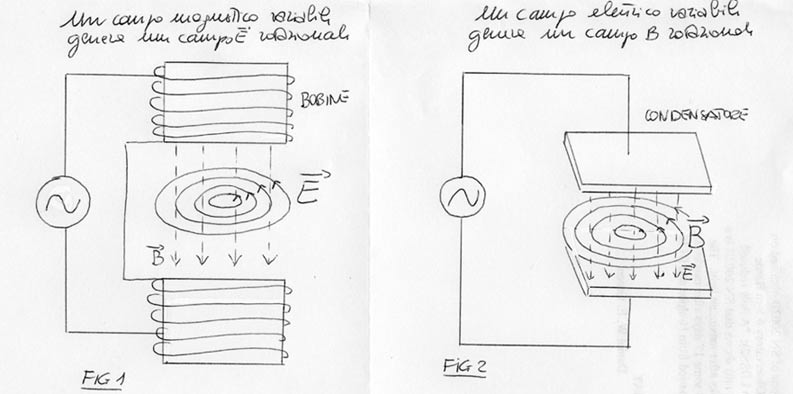 Un campo magnetico variabile
genera un campo E rotazionale
BOBINE
E
B
FIG 1
Un campo elettrico variabile
genera un campo B rotazionale
CONDENSATORE
B
E
FIG 2